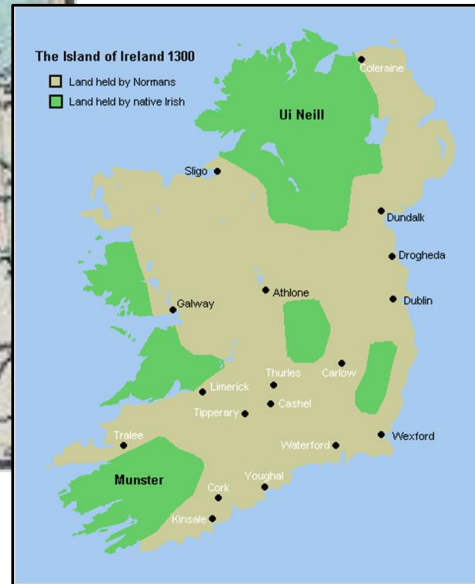 The Island of Ireland 1300
Land held by Normans
Land held by native Irish
Coleraine
Ui Neill
Sligo
Dundalk
Drogheda
Athlone
Dublin
Galway
Thurles
Carlow
Limerick
Cashel
Tipperary
Tralee
Waterford
Wexford
Munster
Youghal
Cork
Kinsale